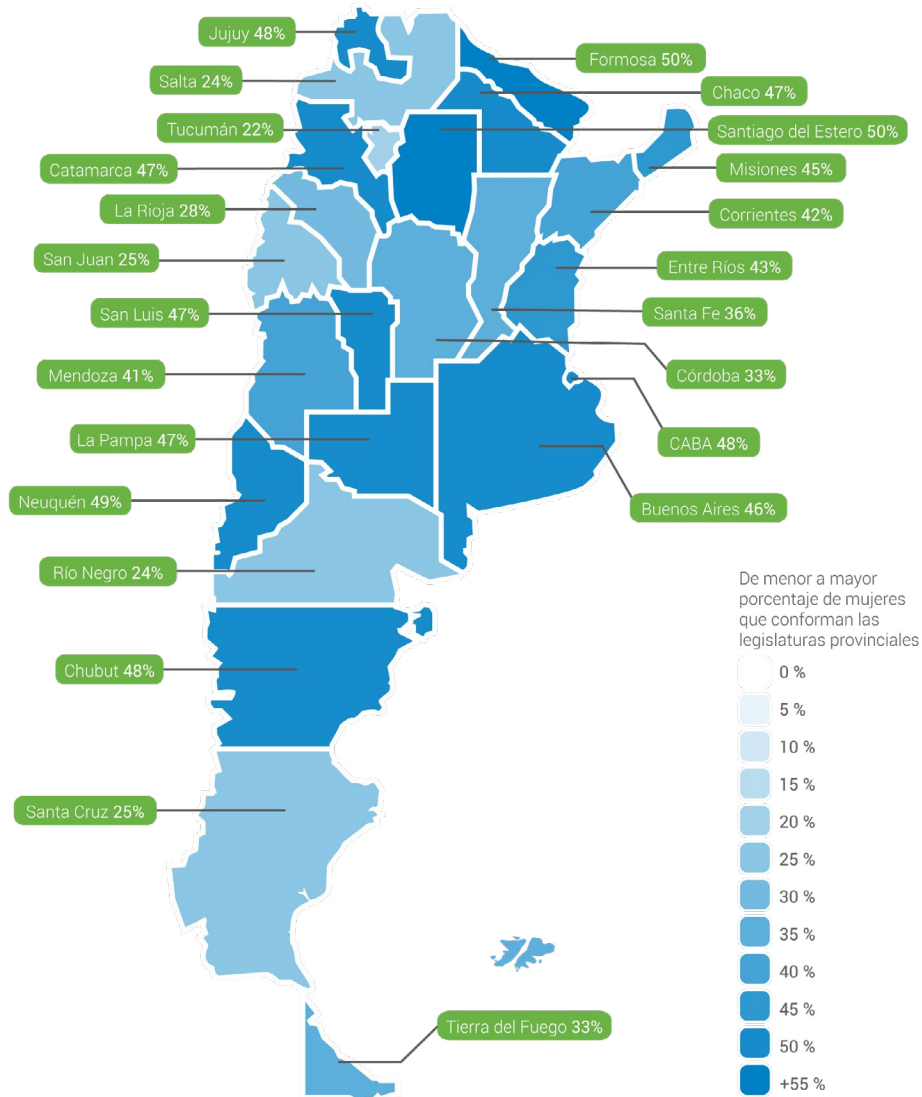 Jujuy 48%
Salta 24%
Tucumán 22%
Catamarca 47%
La Rioja 28%
San Juan 25%
San Luis 47%
Mendoza 41%
La Pampa 47%
Neuquén 49%
Río Negro 24%
Chubut 48%
Santa Cruz 25%
Formosa 50%
Chaco 47%
Santiago del Estero 50%
Misiones 45%
Corrientes 42%
Entre Ríos 43%
Santa Fe 36%
Córdoba 33%
CABA 48%
Buenos Aires 46%
Tierra del Fuego 33%
De menor a mayor
porcentaje de mujeres
que conforman las
legislaturas provinciales
0 %
5 %
10 %
15 %
20 %
25 %
30 %
35 %
40 %
45 %
50 %
+55 %